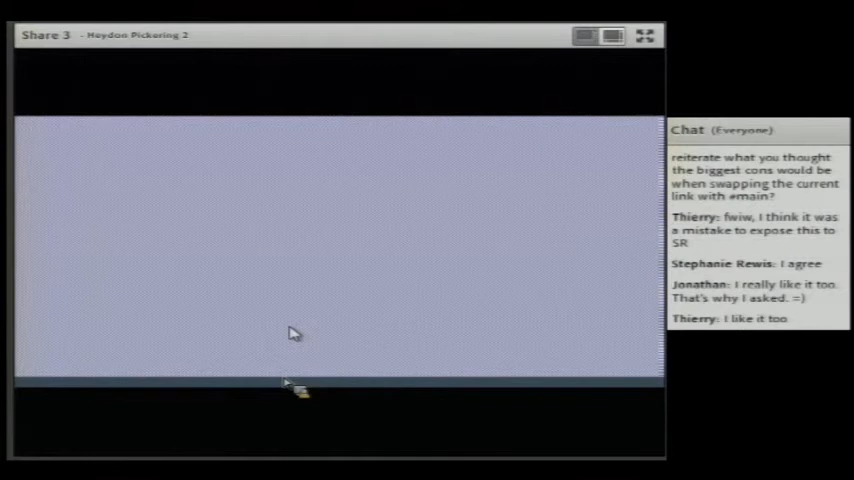 Share 3 - Heydon Pickering 2
Chat (Everyone)
reiterate what you thought
the biggest cons would be
when swapping the current
link with #main?
Thierry: fwiw, I think it was
a mistake to expose this to
SR
Stephanie Rewis: I agree
Jonathan: I really like it too.
That's why I asked. =)
Thierry: I like it too